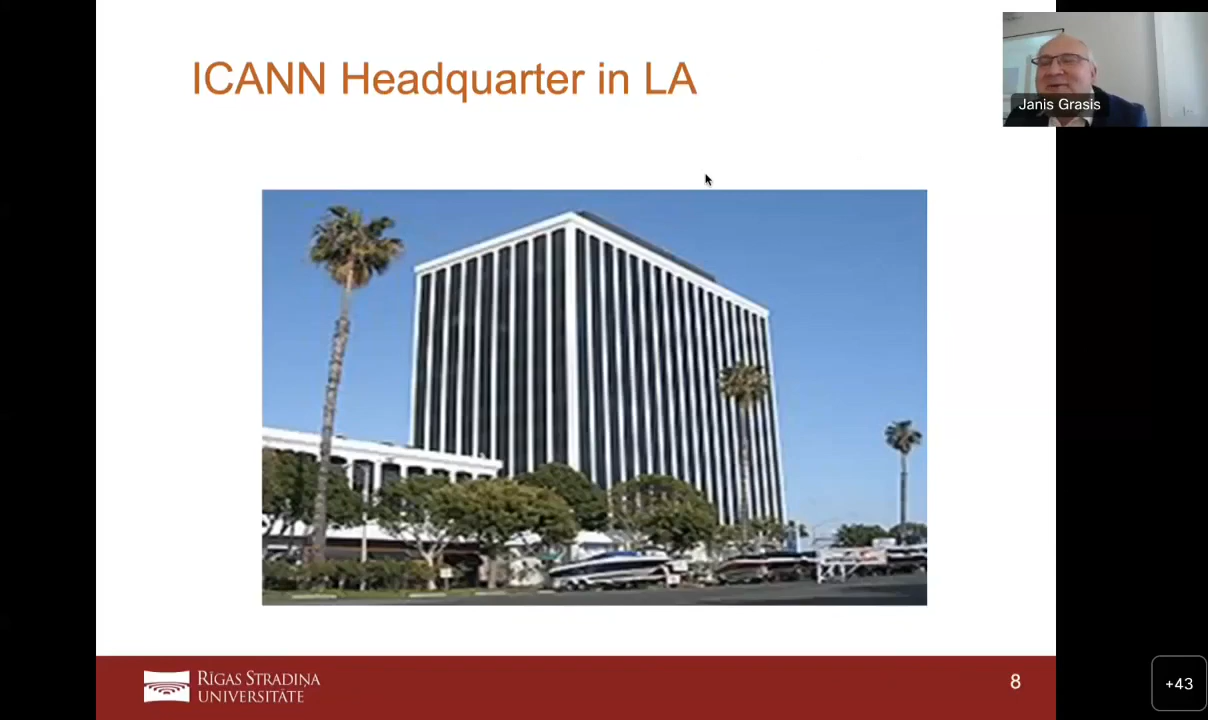 ICANN Headquarter in LA
Janis Grasis
RĪGAS STRADIŅA
UNIVERSITĀTE
8
+43